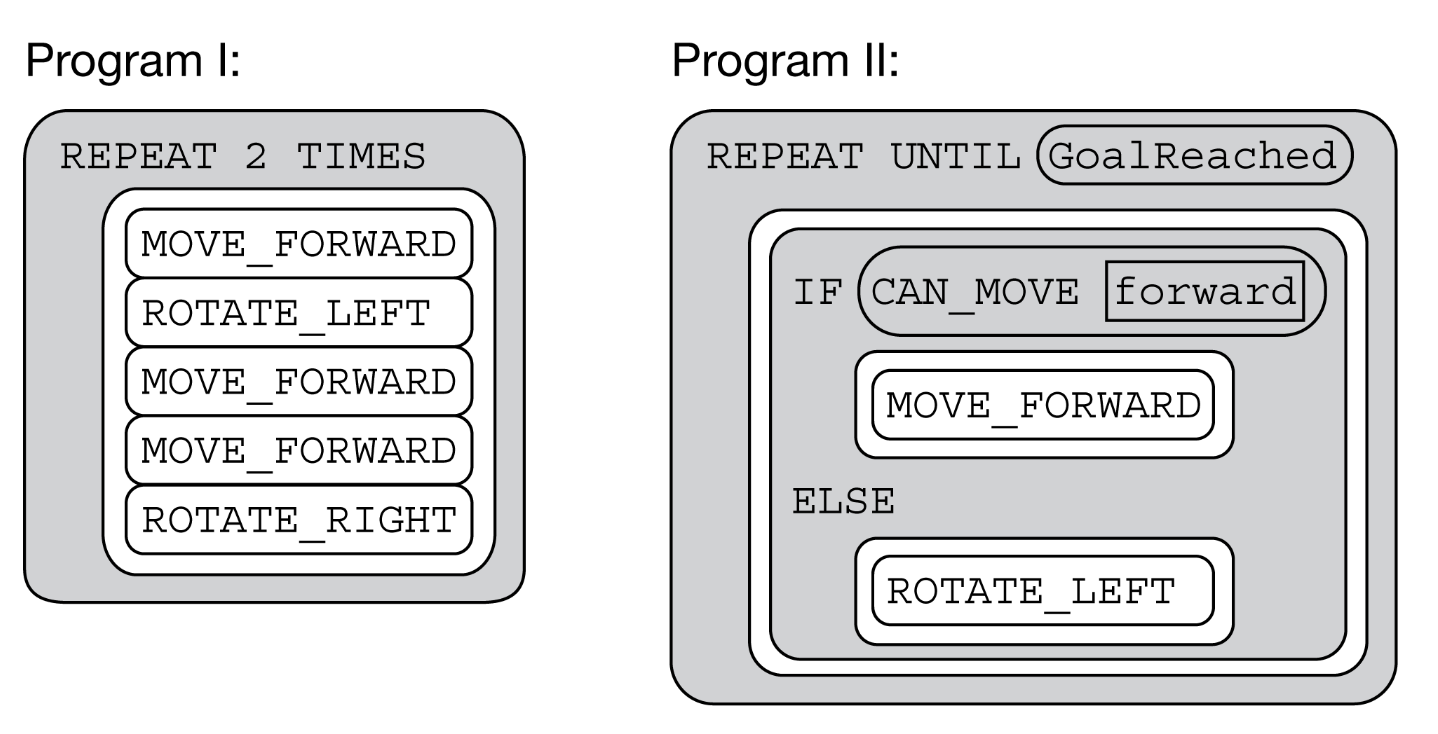 Program I:
REPEAT 2 TIMES
MOVE_FORWARD
ROTATE_LEFT
MOVE_FORWARD
MOVE_FORWARD
ROTATE_RIGHT
Program II:
REPEAT UNTIL GoalReached
IF CAN_MOVE forward
MOVE_FORWARD
ELSE
ROTATE_LEFT